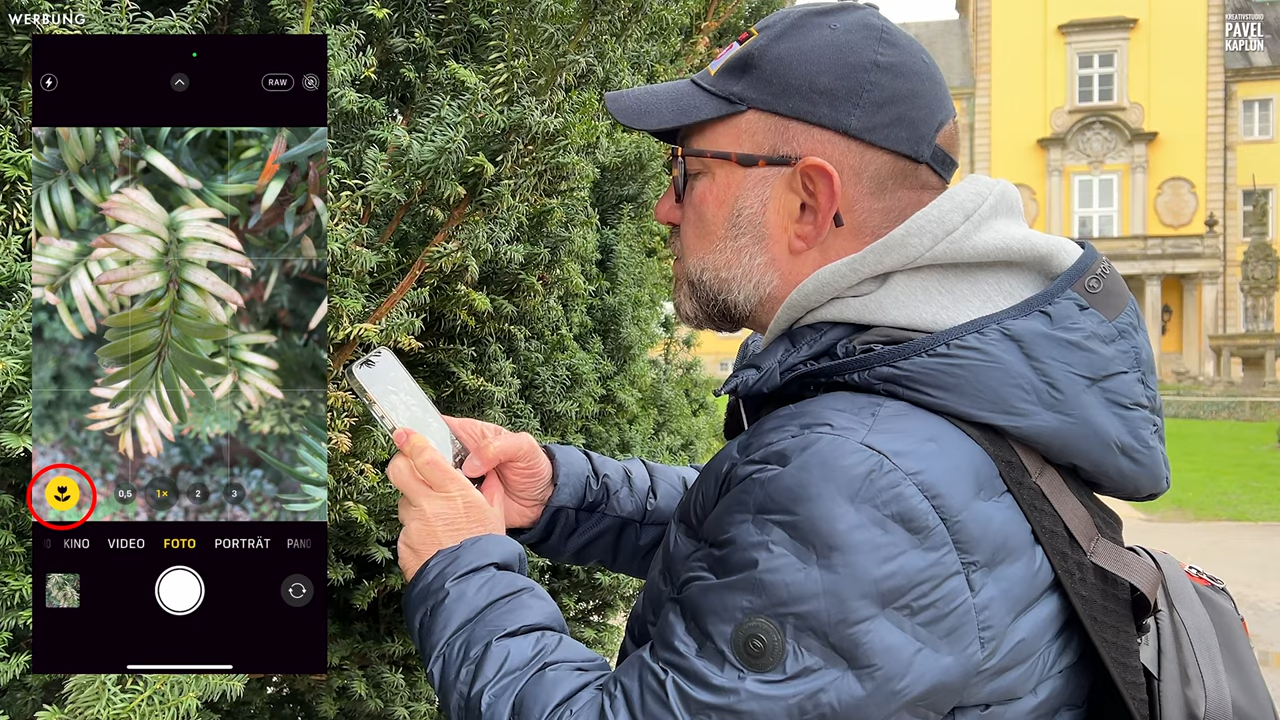 WERBUNG
KREATIVSTUDIO
PAVEL
KAPLUN
RAW
0,5 1× 2 3
KINO VIDEO FOTO PORTRÄT PANO